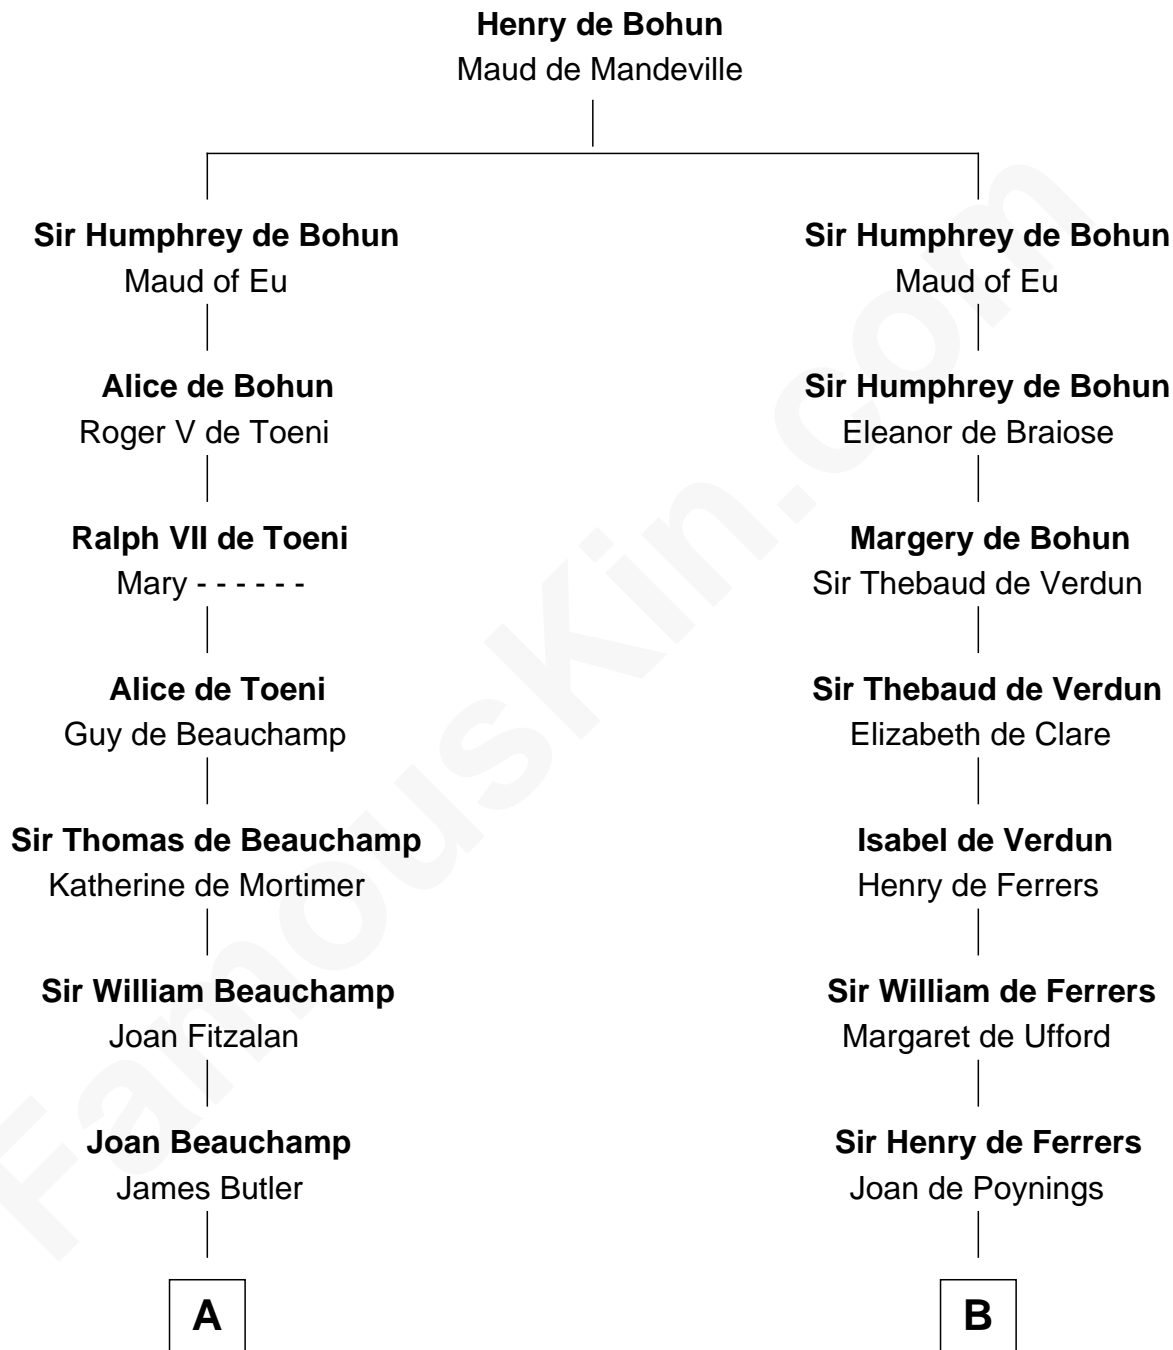 Henry de Bohun
Maud de Mandeville
Sir Humphrey de Bohun
Maud of Eu
Sir Humphrey de Bohun
Maud of Eu
Alice de Bohun
Roger V de Toeni
Sir Humphrey de Bohun
Eleanor de Braiose
Ralph VII de Toeni
Mary - - - - - -
Margery de Bohun
Sir Thebaud de Verdun
Alice de Toeni
Guy de Beauchamp
Sir Thebaud de Verdun
Elizabeth de Clare
Sir Thomas de Beauchamp
Katherine de Mortimer
Isabel de Verdun
Henry de Ferrers
Sir William Beauchamp
Joan Fitzalan
Sir William de Ferrers
Margaret de Ufford
Joan Beauchamp
James Butler
Sir Henry de Ferrers
Joan de Poynings
A
B
FamousKin.com